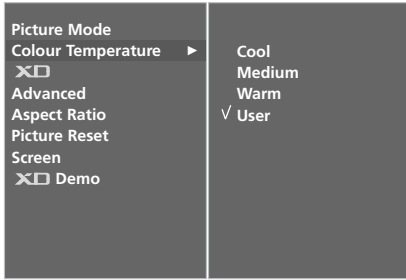 Picture Mode
Colour Temperature ►
XD
Advanced
Aspect Ratio
Picture Reset
Screen
XD Demo
Cool
Medium
Warm
√ User